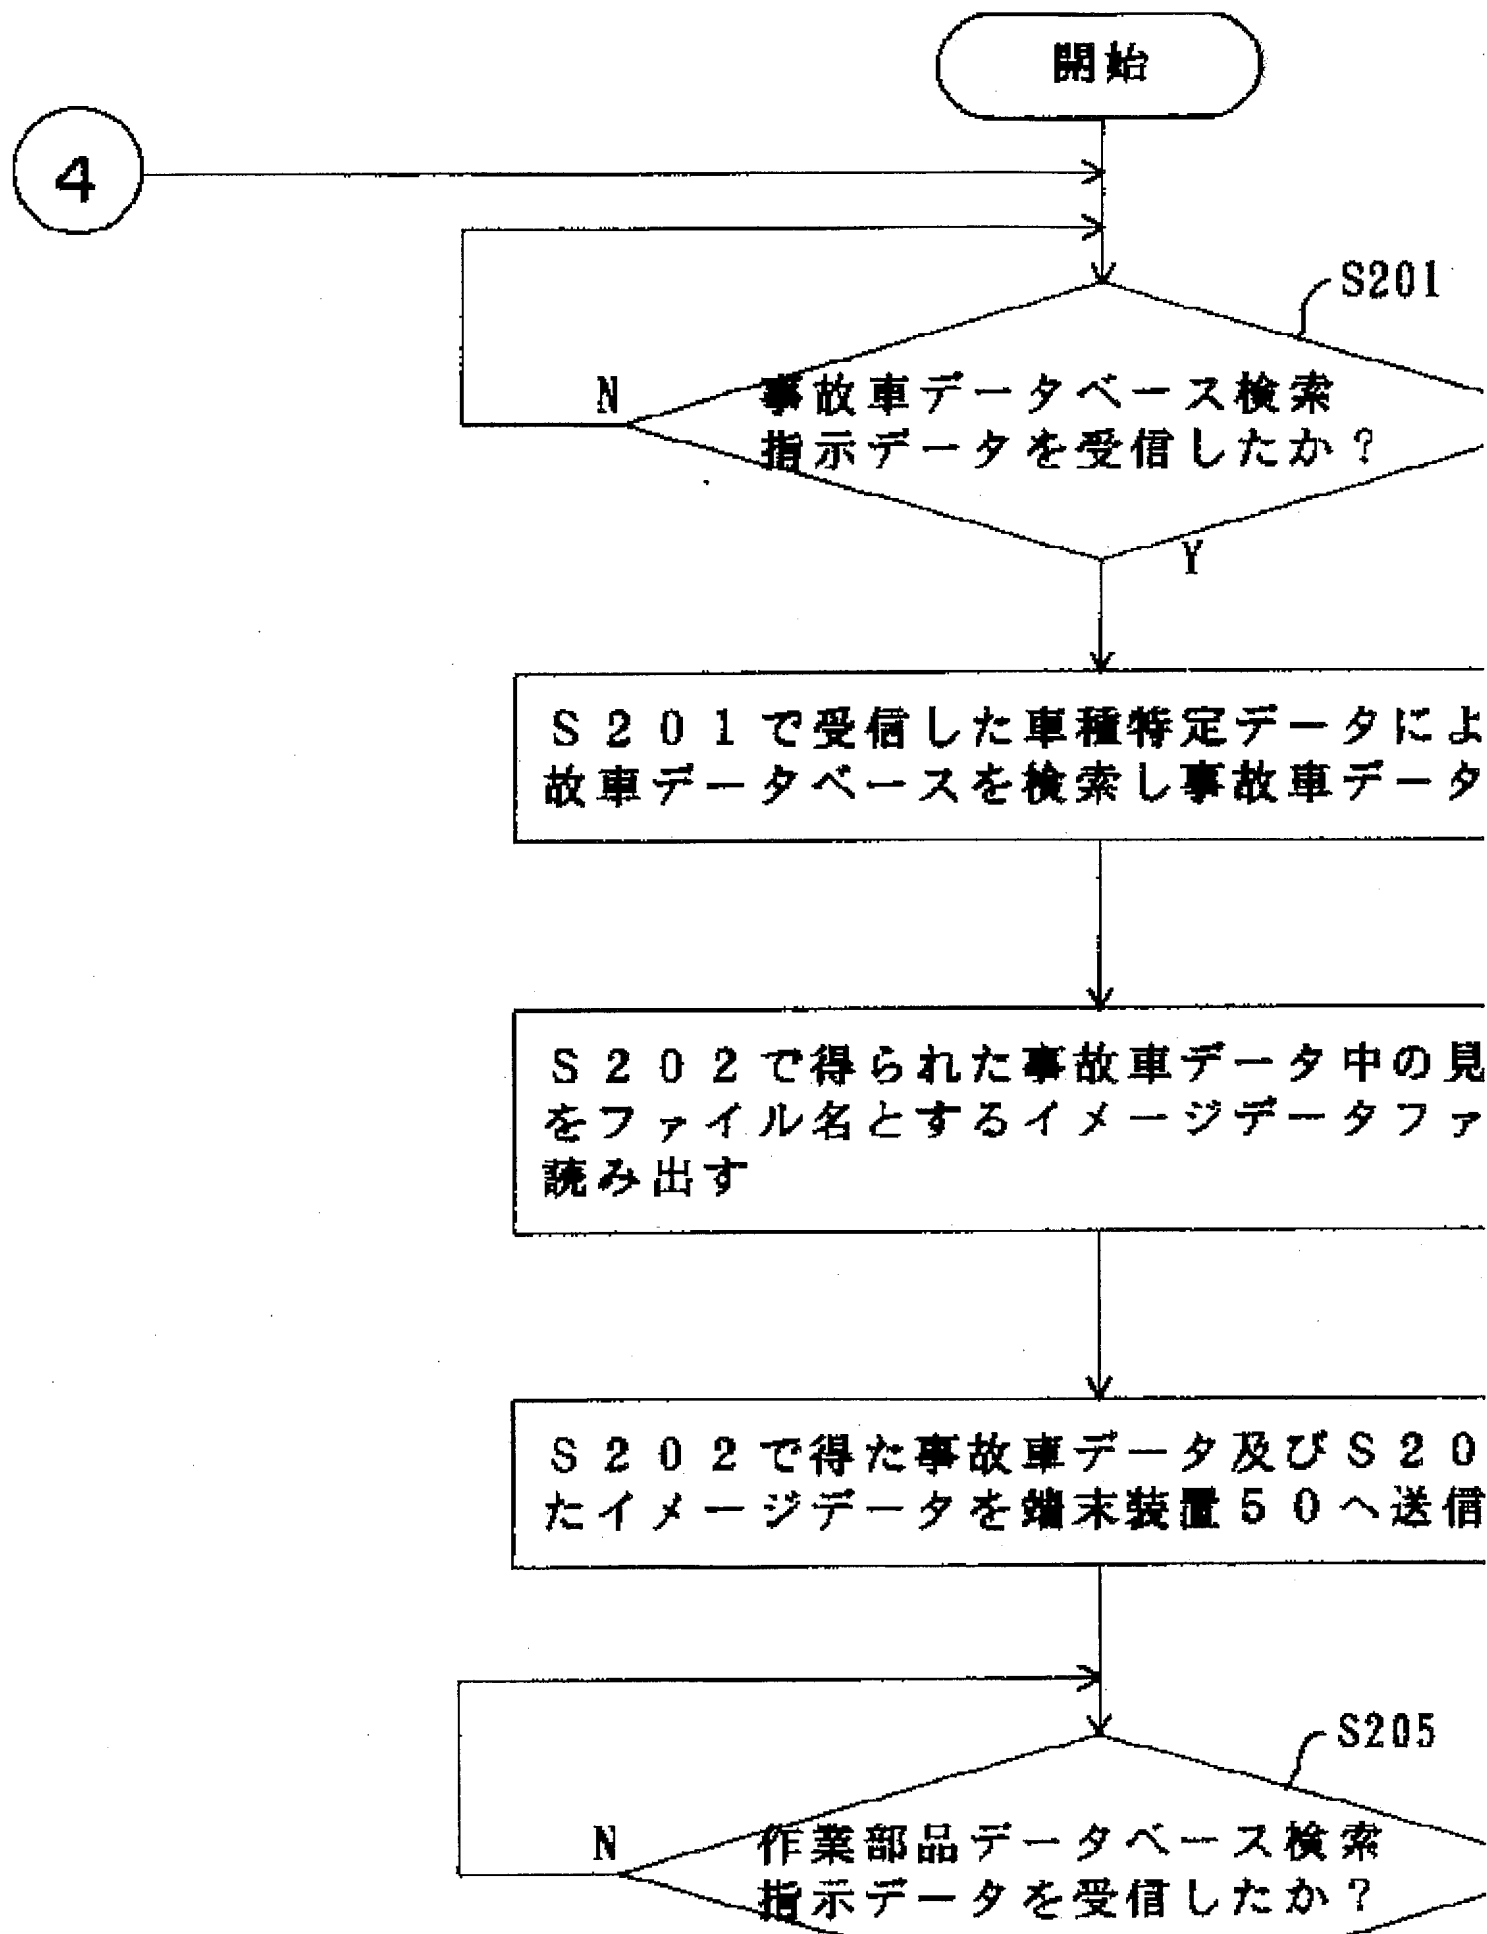 開始
4
S201
N
事故車データベース検索
指示データを受信したか?
Y
S201で受信した車種特定データによ
故車データベースを検索し事故車データ
S202で得られた事故車データ中の見
をファイル名とするイメージデータファ
読み出す
S202で得た事故車データ及びS20
たイメージデータを端末装置50へ送信
S205
N
作業部品データベース検索
指示データを受信したか?